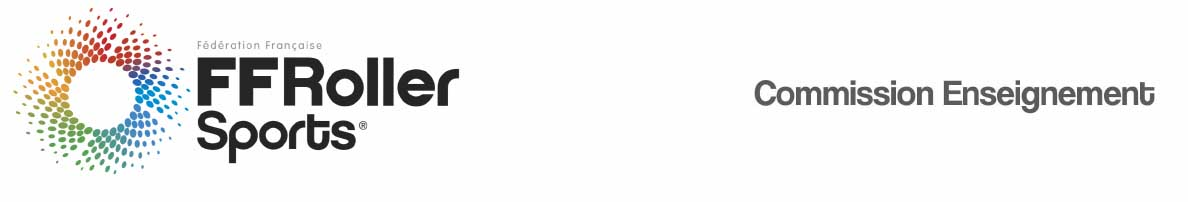 Fédération Française
FFRoller
Sports®
Commission Enseignement